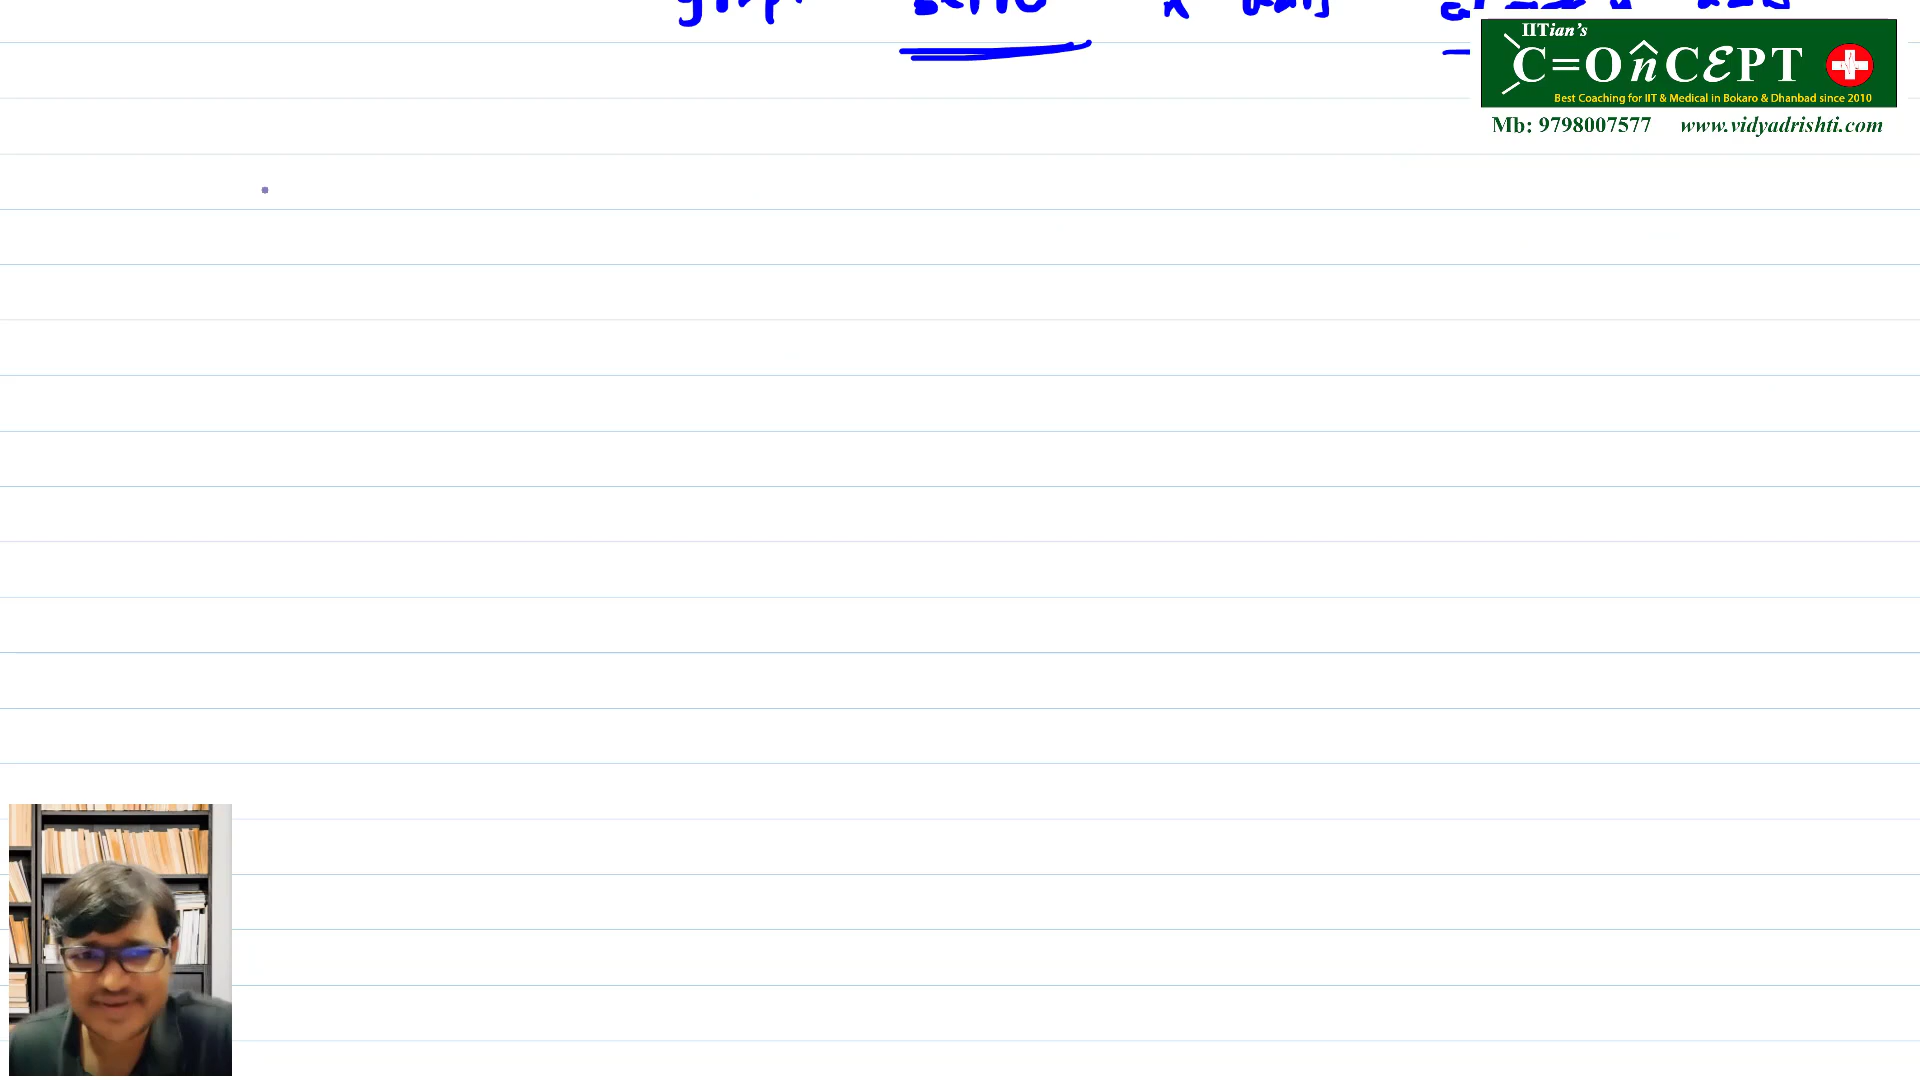 IITian's
C=OnCEPT
Best Coaching for IIT & Medical in Bokaro & Dhanbad since 2010
Mb: 9798007577 www.vidyadrishti.com